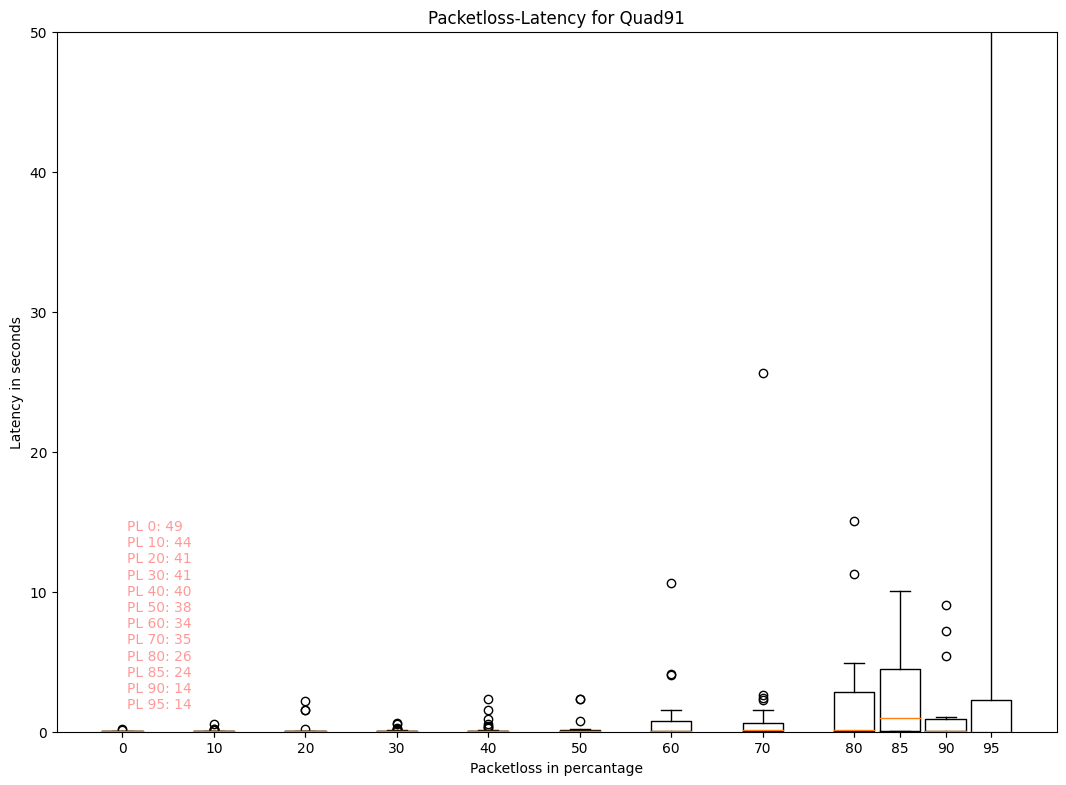 Packetloss-Latency for Quad91
Latency in seconds
50
40
30
20
10
0
PL 0: 49
PL 10: 44
PL 20: 41
PL 30: 41
PL 40: 40
PL 50: 38
PL 60: 34
PL 70: 35
PL 80: 26
PL 85: 24
PL 90: 14
PL 95: 14
0 10 20 30 40 50 60 70 80 85 90 95
Packetloss in percantage